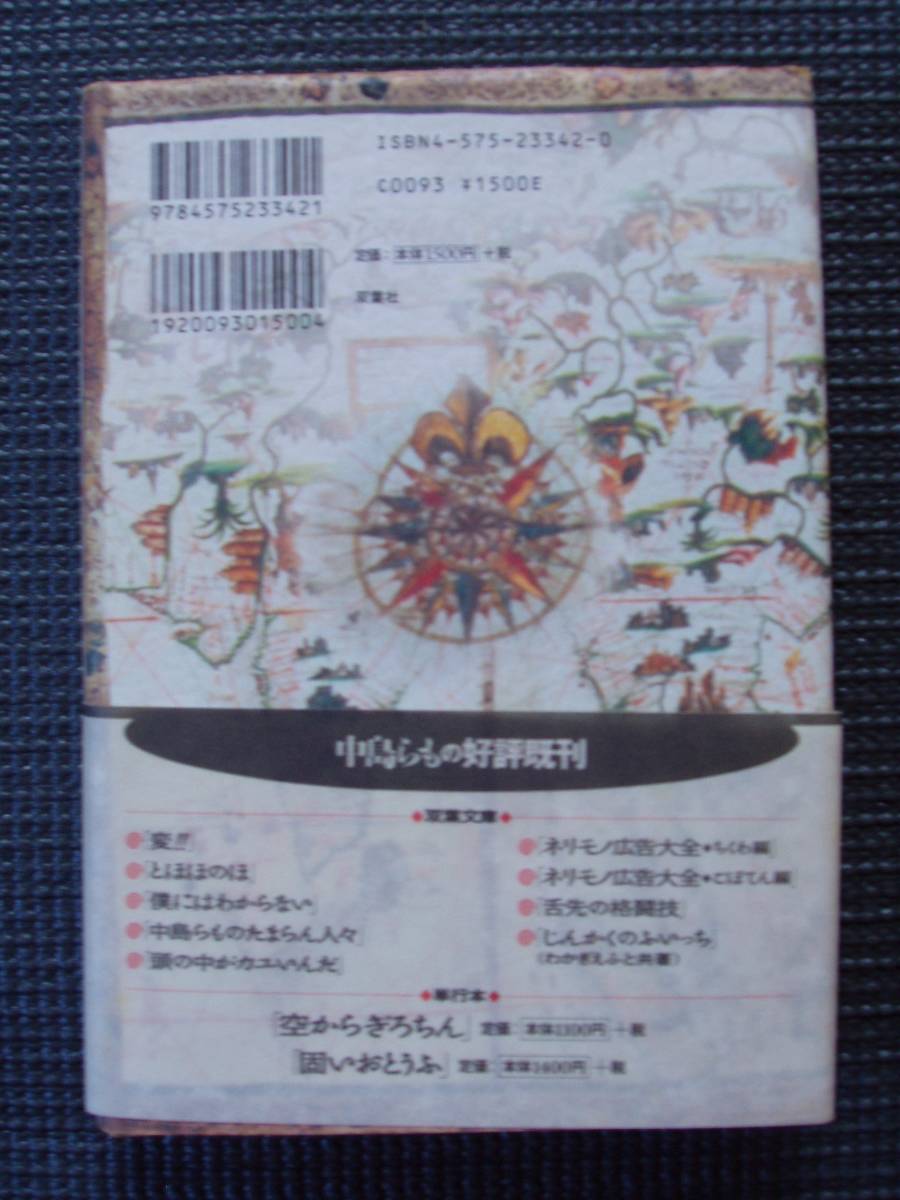 ISBN4-575-23342-0
C0093 ¥1500E
9784575233421
定価：本体1500円＋税
双葉社
1920093015004
中島らもの好評既刊
双葉文庫
「変!!」
「とほほのほ」
「僕にはわからない」
「中島らものたまらん人々」
「頭の中がカユいんだ」
「ネリモノ広告大全・ちくわ編」
「ネリモノ広告大全・ごぼてん編」
「舌先の格闘技」
「じんかくのふいっち」
（わかぎえふと共著）
単行本
「空からぎろちん」 定価：本体1100円＋税
「固いおとうふ」 定価：本体1400円＋税